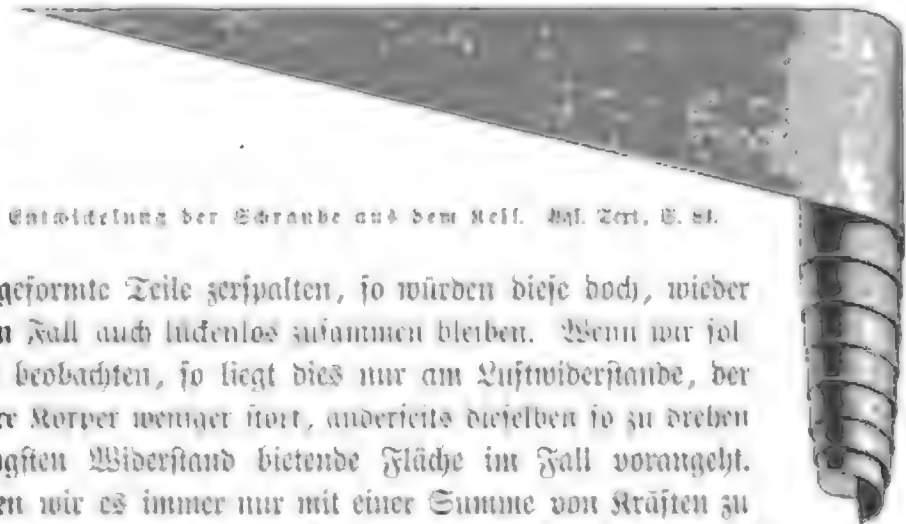 Entwickelung der Schraube aus dem Keil. Vgl. Text, S. 81.
geformte Teile zerspalten, so würden diese doch, wieder
n Fall auch lückenlos zusammen bleiben. Wenn wir sol
beobachten, so liegt dies nur am Luftwiderstande, der
re Körper weniger stört, anderseits dieselben so zu drehen
ngsten Widerstand bietende Fläche im Fall vorangeht.
en wir es immer nur mit einer Summe von Kräften zu